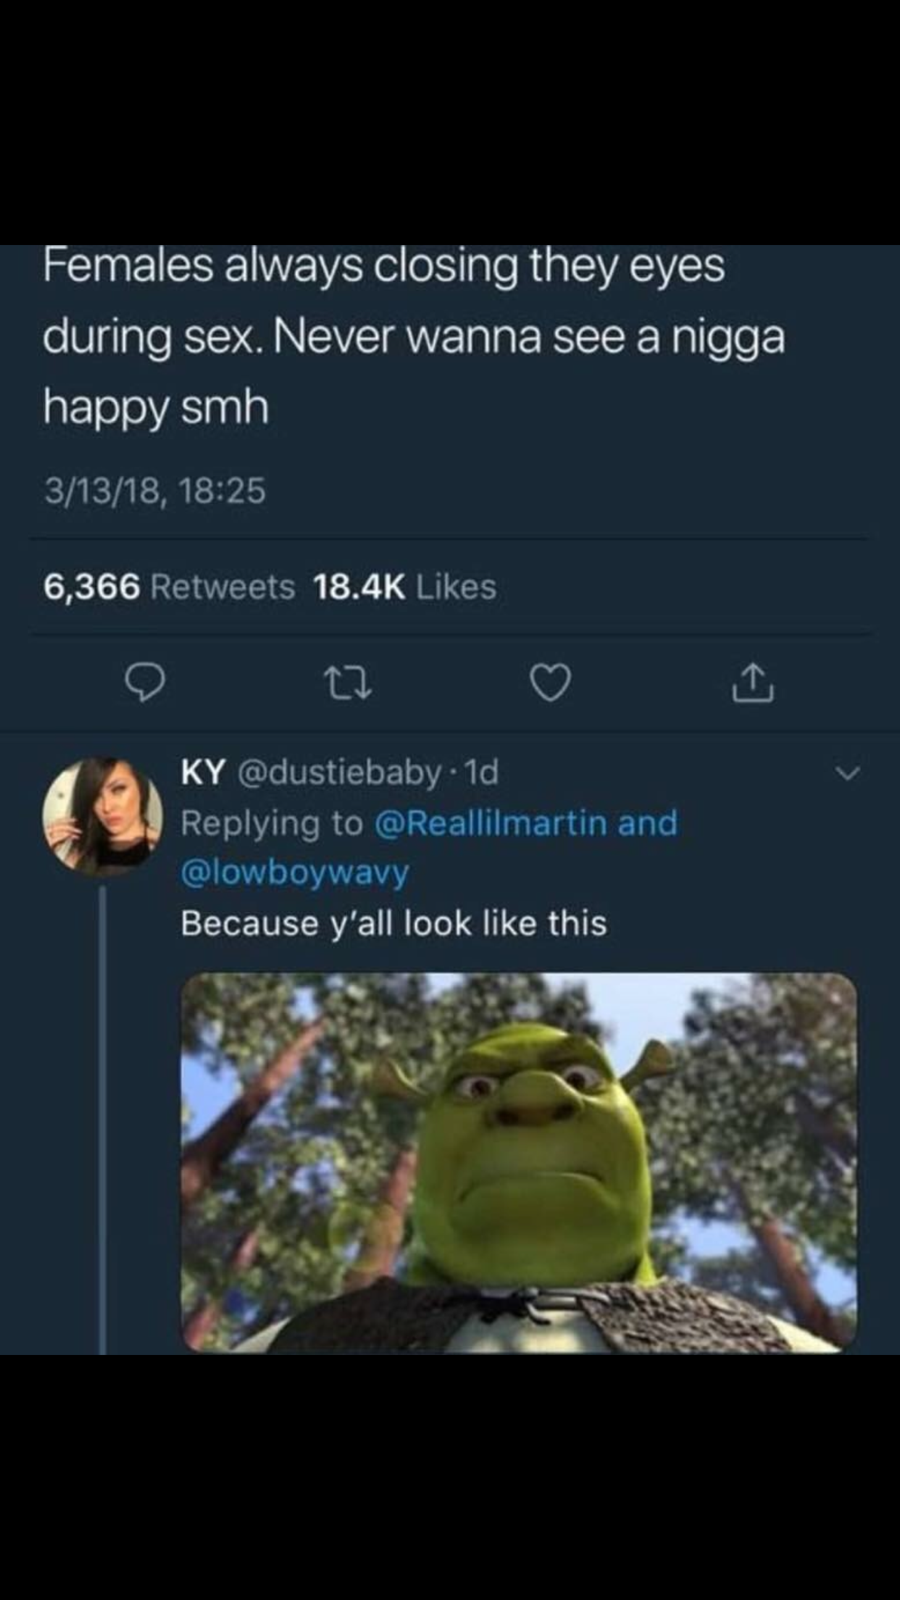 Females always closing they eyes
during sex. Never wanna see a nigga
happy smh
3/13/18, 18:25
6,366 Retweets 18.4K Likes
KY @dustiebaby · 1d
Replying to @Reallilmartin and
@lowboywavy
Because y'all look like this